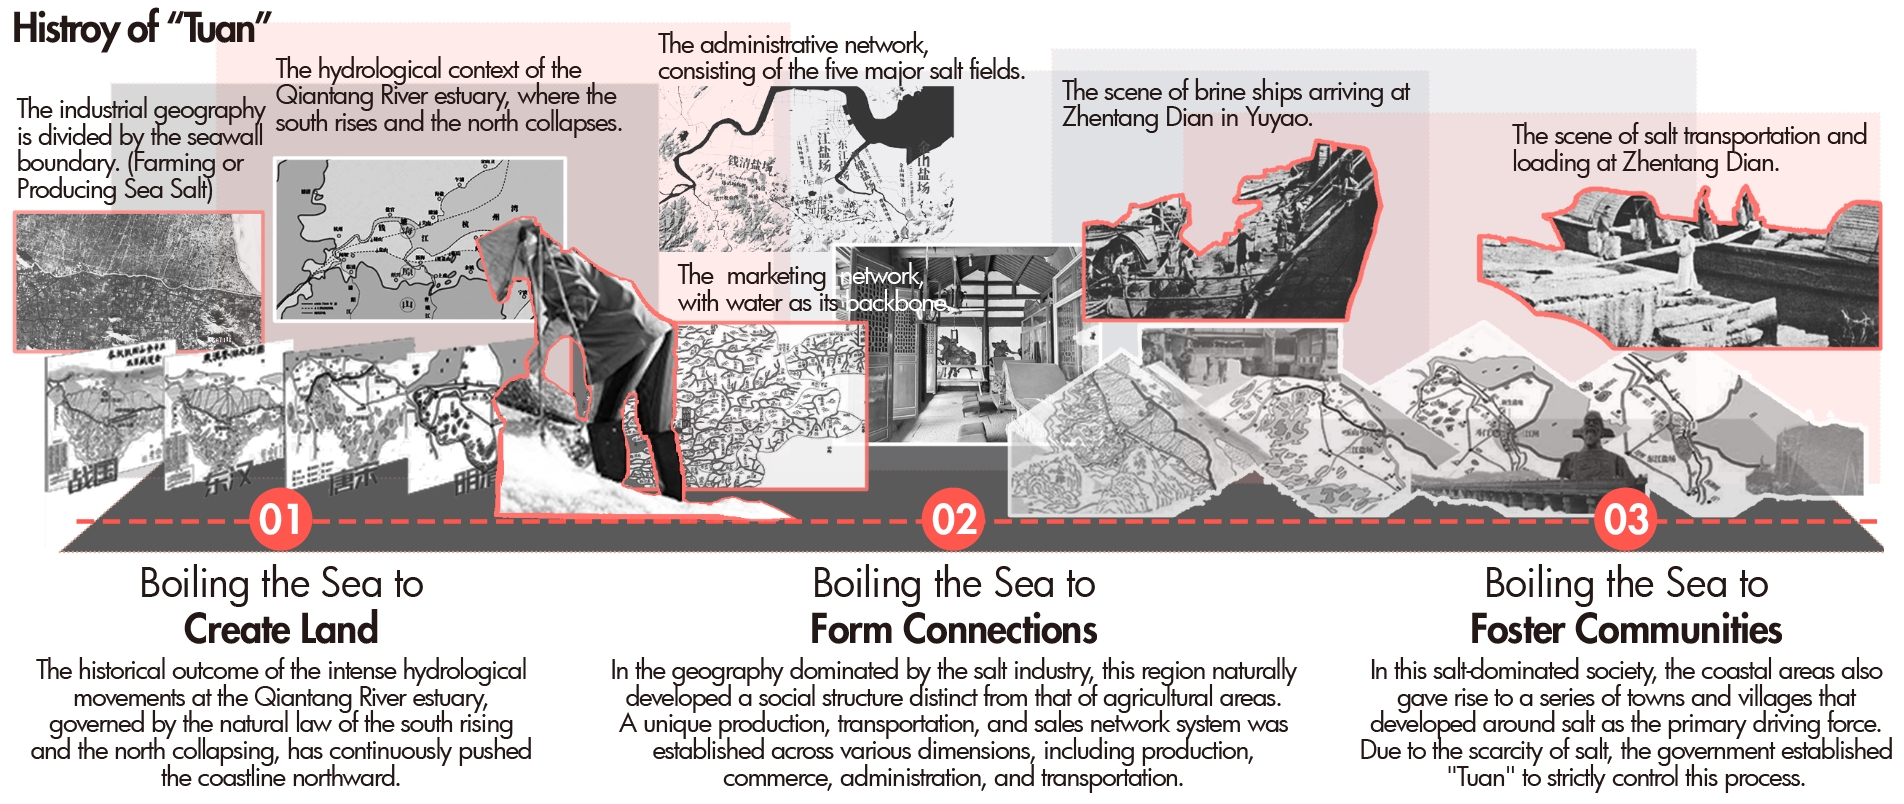 Histroy of “Tuan”
The industrial geography
is divided by the seawall
boundary. (Farming or
Producing Sea Salt)
The hydrological context of the
Qiantang River estuary, where the
south rises and the north collapses.
The administrative network,
consisting of the five major salt fields.
钱清盐场
The marketing network,
with water as its backbone.
The scene of brine ships arriving at
Zhentang Dian in Yuyao.
The scene of salt transportation and
loading at Zhentang Dian.
战国
东汉
唐宋
01
02
03
Boiling the Sea to
Create Land
The historical outcome of the intense hydrological
movements at the Qiantang River estuary,
governed by the natural law of the south rising
and the north collapsing, has continuously pushed
the coastline northward.
Boiling the Sea to
Form Connections
In the geography dominated by the salt industry, this region naturally
developed a social structure distinct from that of agricultural areas.
A unique production, transportation, and sales network system was
established across various dimensions, including production,
commerce, administration, and transportation.
Boiling the Sea to
Foster Communities
In this salt-dominated society, the coastal areas also
gave rise to a series of towns and villages that
developed around salt as the primary driving force.
Due to the scarcity of salt, the government established
"Tuan" to strictly control this process.